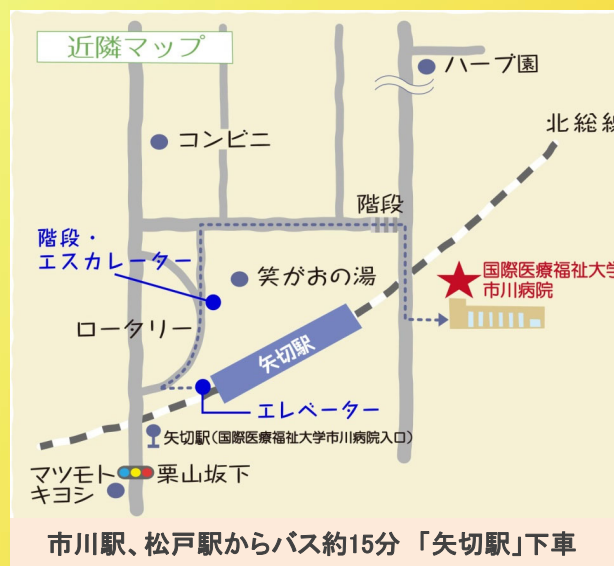 近隣マップ
ハーブ園
北総線
コンビニ
階段
階段・
エスカレーター
笑がおの湯
国際医療福祉大学
市川病院
ロータリー
矢切駅
エレベーター
矢切駅(国際医療福祉大学市川病院入口)
マツモト
キヨシ
栗山坂下
市川駅、松戸駅からバス約15分 「矢切駅」下車